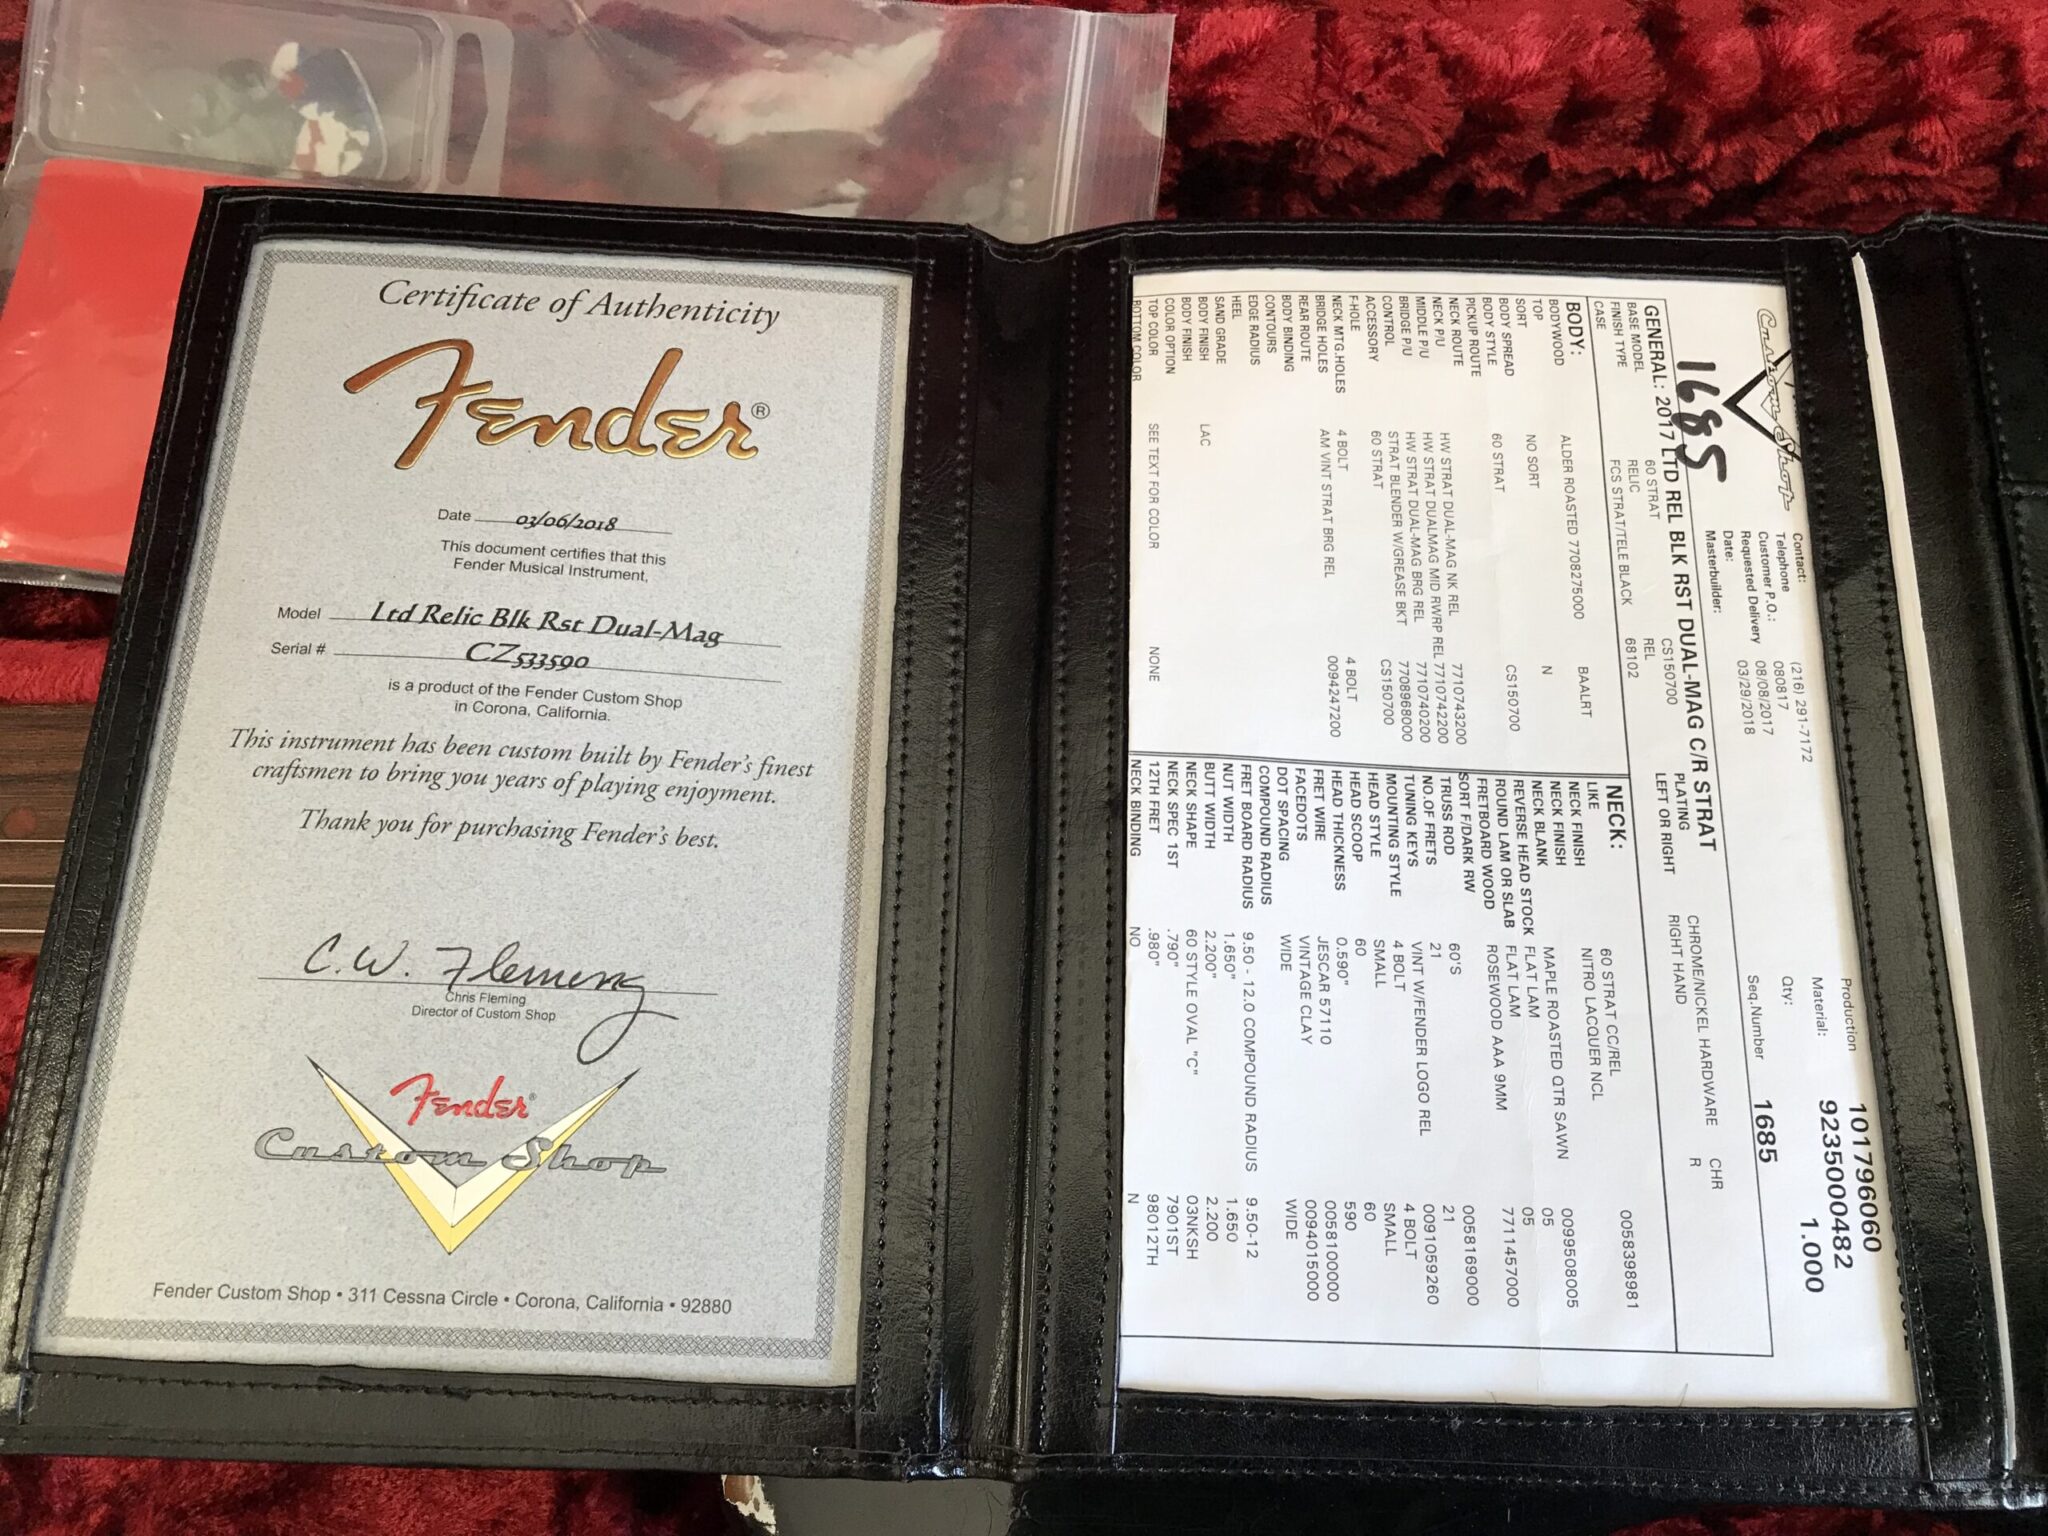 Certificate of Authenticity
Fender®
Date 03/06/2018
This document certifies that this
Fender Musical Instrument,
Model Ltd Relic Blk Rst Dual-Mag
Serial # CZ533590
is a product of the Fender Custom Shop
in Corona, California.
This instrument has been custom built by Fender's finest
craftsmen to bring you years of playing enjoyment.
Thank you for purchasing Fender's best.
C.W. Fleming
Chris Fleming
Director of Custom Shop
Fender®
Custom Shop
Fender Custom Shop • 311 Cessna Circle • Corona, California • 92880
Custom Shop
1685
Contact: (216) 291-7172
Telephone
Customer P.O.: 080817
Requested Delivery 08/08/2017
Date: 03/29/2018
Masterbuilder:
Production 101796060
Material: 9235000482
Qty: 1.000
Seq.Number 1685
GENERAL: 2017 LTD REL BLK RST DUAL-MAG C/R STRAT
BASE MODEL 60 STRAT CS150700
FINISH TYPE RELIC REL
CASE FCS STRAT/TELE BLACK 68102
PLATING CHROME/NICKEL HARDWARE CHR
LEFT OR RIGHT RIGHT HAND R
BODY:
BODYWOOD ALDER ROASTED 7708275000 BAALRT
TOP
SORT NO SORT N
BODY SPREAD
BODY STYLE 60 STRAT CS150700
PICKUP ROUTE
NECK ROUTE
NECK P/U HW STRAT DUAL-MAG NK REL 7710743200
MIDDLE P/U HW STRAT DUALMAG MID RWRP REL 7710742200
BRIDGE P/U HW STRAT DUAL-MAG BRG REL 7710740200
CONTROL STRAT BLENDER W/GREASE BKT 7708968000
ACCESSORY 60 STRAT CS150700
F-HOLE
NECK MTG.HOLES 4 BOLT 4 BOLT
BRIDGE HOLES AM VINT STRAT BRG REL 0094247200
REAR ROUTE
BODY BINDING
CONTOURS
EDGE RADIUS
HEEL
SAND GRADE
BODY FINISH LAC
BODY FINISH
COLOR OPTION
TOP COLOR SEE TEXT FOR COLOR NONE
BOTTOM COLOR
NECK:
LIKE 60 STRAT CC/REL 0058398981
NECK FINISH NITRO LACQUER NCL
NECK FINISH
NECK BLANK MAPLE ROASTED QTR SAWN 0099508005
REVERSE HEAD STOCK FLAT LAM 05
ROUND LAM OR SLAB FLAT LAM 05
FRETBOARD WOOD ROSEWOOD AAA 9MM 7711457000
SORT F/DARK RW
TRUSS ROD 60'S 0058169000
NO.OF FRETS 21 21
TUNING KEYS VINT W/FENDER LOGO REL 0091059260
MOUNTING STYLE 4 BOLT 4 BOLT
HEAD STYLE SMALL SMALL
HEAD SCOOP 60 60
HEAD THICKNESS 0.590" 590
FRET WIRE JESCAR 57110 0058100000
FACEDOTS VINTAGE CLAY 0094015000
DOT SPACING WIDE WIDE
COMPOUND RADIUS
FRET BOARD RADIUS 9.50 - 12.0 COMPOUND RADIUS 9.50-12
NUT WIDTH 1.650" 1.650
BUTT WIDTH 2.200" 2.200
NECK SHAPE 60 STYLE OVAL "C" 03NKSH
NECK SPEC 1ST .790" 7901ST
12TH FRET .980" 98012TH
NECK BINDING NO N